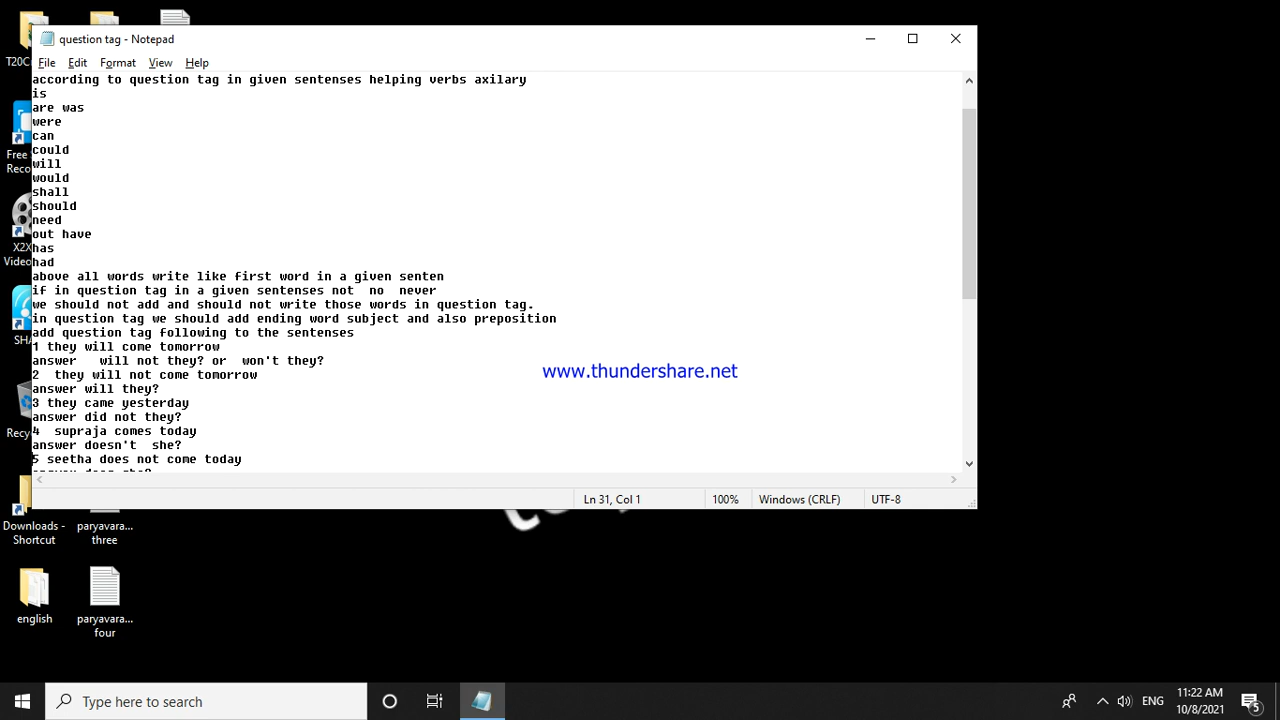 question tag - Notepad
File Edit Format View Help
according to question tag in given sentenses helping verbs axilary
is
are was
were
can
could
will
would
shall
should
need
out have
has
had
above all words write like first word in a given senten
if in question tag in a given sentenses not no never
we should not add and should not write those words in question tag.
in question tag we should add ending word subject and also preposition
add question tag following to the sentenses
1 they will come tomorrow
answer will not they? or won't they?
2 they will not come tomorrow
answer will they?
3 they came yesterday
answer did not they?
4 supraja comes today
answer doesn't she?
5 seetha does not come today
www.thundershare.net
Ln 31, Col 1 100% Windows (CRLF) UTF-8
T20C
Free
Reco
X2X
Video
SHA
Recy
Downloads -
Shortcut
paryavara...
three
english
paryavara...
four
Type here to search
ENG
11:22 AM
10/8/2021
5